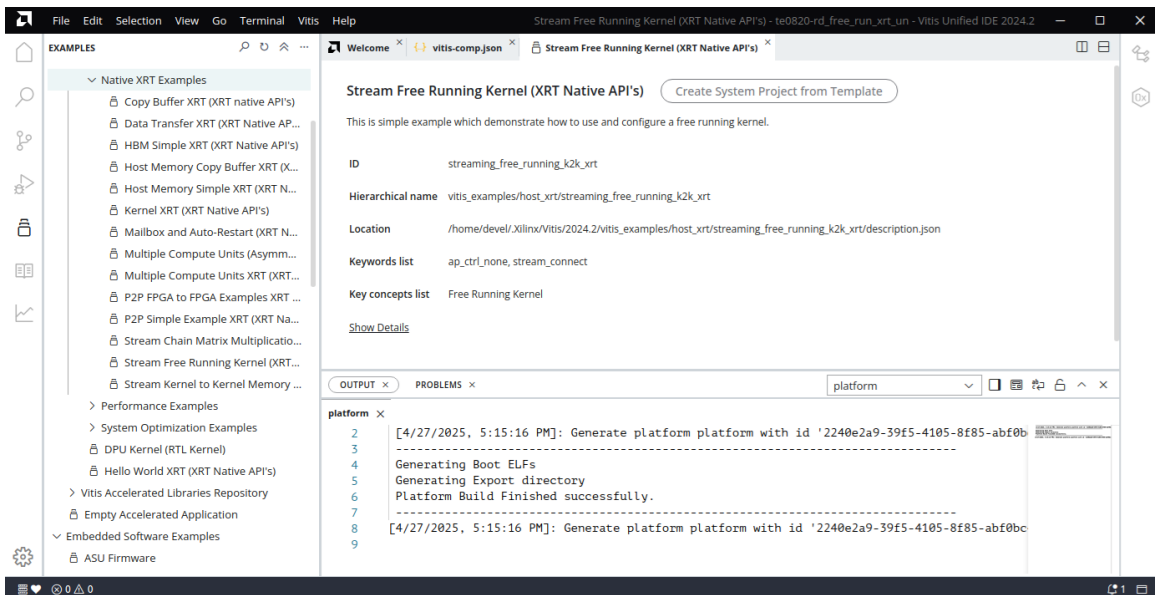 File Edit Selection View Go Terminal Vitis Help Stream Free Running Kernel (XRT Native API's) - te0820-rd_free_run_xrt_un - Vitis Unified IDE 2024.2
EXAMPLES
Native XRT Examples
Copy Buffer XRT (XRT native API's)
Data Transfer XRT (XRT Native AP...
HBM Simple XRT (XRT Native API's)
Host Memory Copy Buffer XRT (X...
Host Memory Simple XRT (XRT N...
Kernel XRT (XRT Native API's)
Mailbox and Auto-Restart (XRT N...
Multiple Compute Units (Asymm...
Multiple Compute Units XRT (XRT...
P2P FPGA to FPGA Examples XRT ...
P2P Simple Example XRT (XRT Na...
Stream Chain Matrix Multiplicatio...
Stream Free Running Kernel (XRT...
Stream Kernel to Kernel Memory ...
Performance Examples
System Optimization Examples
DPU Kernel (RTL Kernel)
Hello World XRT (XRT Native API's)
Vitis Accelerated Libraries Repository
Empty Accelerated Application
Embedded Software Examples
ASU Firmware
Welcome vitis-comp.json Stream Free Running Kernel (XRT Native API's)
Stream Free Running Kernel (XRT Native API's) Create System Project from Template
This is simple example which demonstrate how to use and configure a free running kernel.
ID streaming_free_running_k2k_xrt
Hierarchical name vitis_examples/host_xrt/streaming_free_running_k2k_xrt
Location /home/devel/.Xilinx/Vitis/2024.2/vitis_examples/host_xrt/streaming_free_running_k2k_xrt/description.json
Keywords list ap_ctrl_none, stream_connect
Key concepts list Free Running Kernel
Show Details
OUTPUT PROBLEMS platform
platform
2 [4/27/2025, 5:15:16 PM]: Generate platform platform with id '2240e2a9-39f5-4105-8f85-abf0b
3 --------------------------------------------------------------------------------
4 Generating Boot ELFs
5 Generating Export directory
6 Platform Build Finished successfully.
7 --------------------------------------------------------------------------------
8 [4/27/2025, 5:15:16 PM]: Generate platform platform with id '2240e2a9-39f5-4105-8f85-abf0bc
9
0 0 1